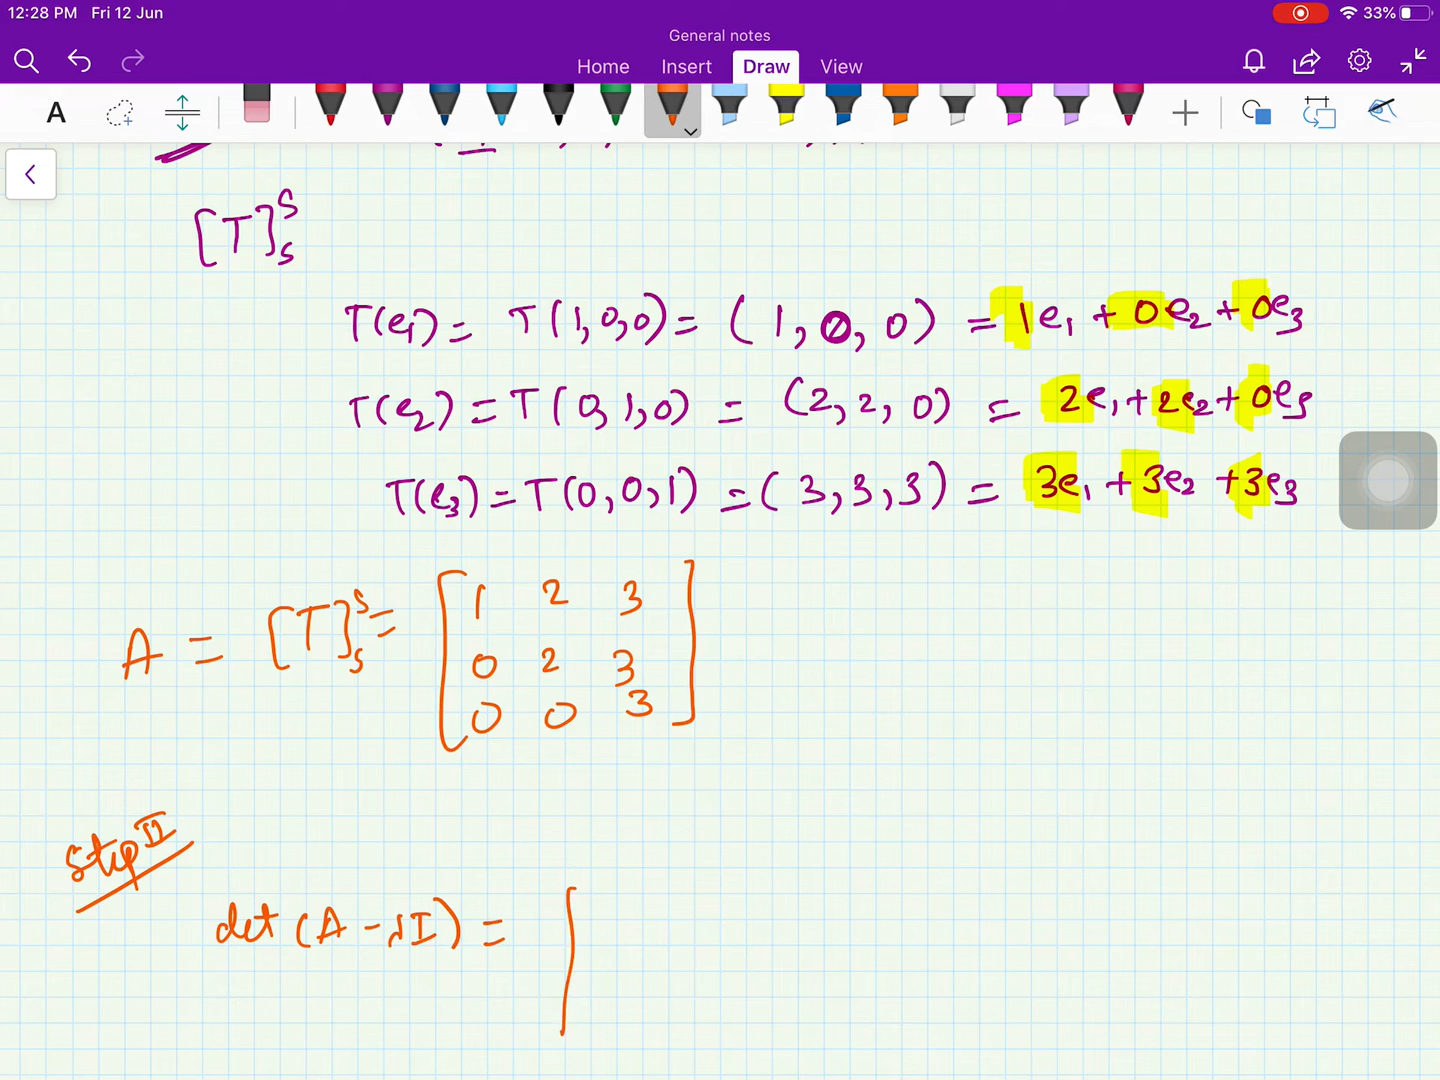 12:28 PM Fri 12 Jun
33%
General notes
Home Insert Draw View
A
[T]ₛˢ
T(e₁) = T(1,0,0) = (1,0,0) = 1e₁ + 0e₂ + 0e₃
T(e₂) = T(0,1,0) = (2,2,0) = 2e₁ + 2e₂ + 0e₃
T(e₃) = T(0,0,1) = (3,3,3) = 3e₁ + 3e₂ + 3e₃
1 2 3
A = [T]ₛˢ = 0 2 3
0 0 3
Step II
det (A - λI) =